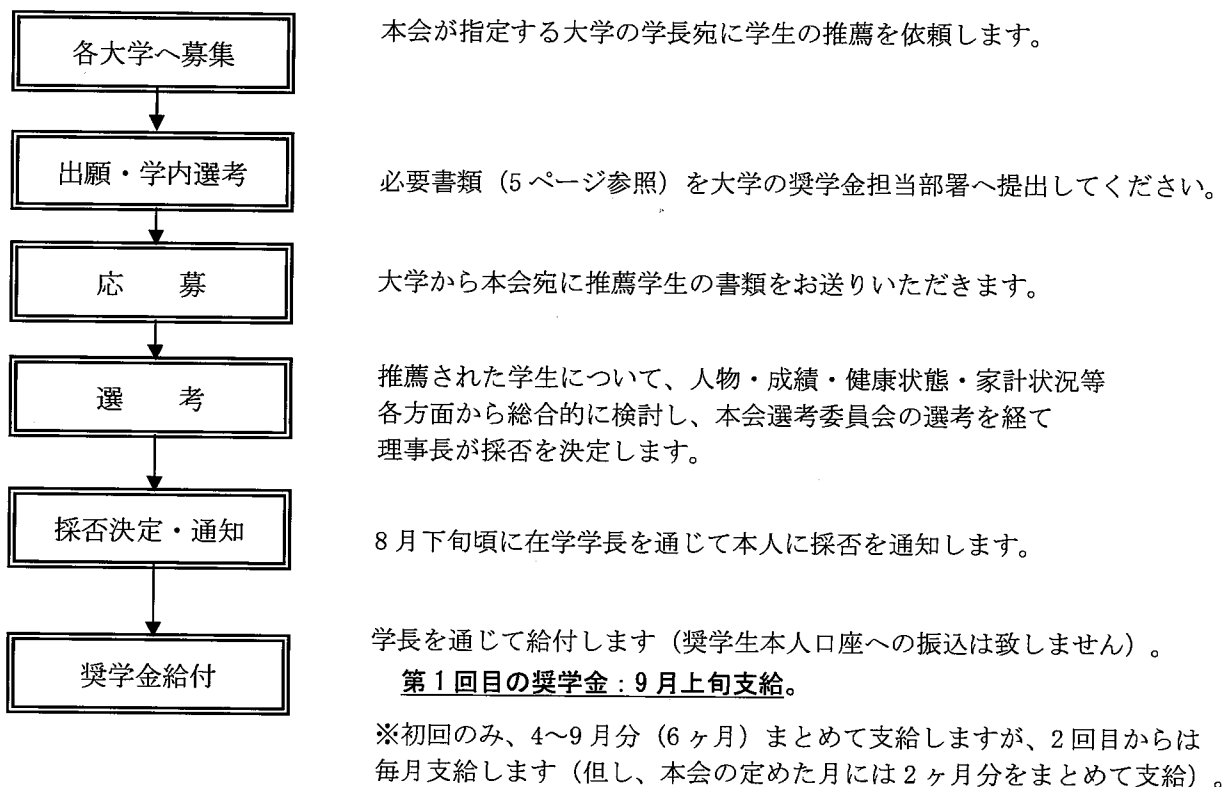 各大学へ募集
本会が指定する大学の学長宛に学生の推薦を依頼します。
出願・学内選考
必要書類（5 ページ参照）を大学の奨学金担当部署へ提出してください。
応　募
大学から本会宛に推薦学生の書類をお送りいただきます。
選　考
推薦された学生について、人物・成績・健康状態・家計状況等
各方面から総合的に検討し、本会選考委員会の選考を経て
理事長が採否を決定します。
採否決定・通知
8 月下旬頃に在学学長を通じて本人に採否を通知します。
奨学金給付
学長を通じて給付します（奨学生本人口座への振込は致しません）。
第 1 回目の奨学金：9 月上旬支給。
※初回のみ、4～9 月分（6 ヶ月）まとめて支給しますが、2 回目からは
毎月支給します（但し、本会の定めた月には 2 ヶ月分をまとめて支給）。